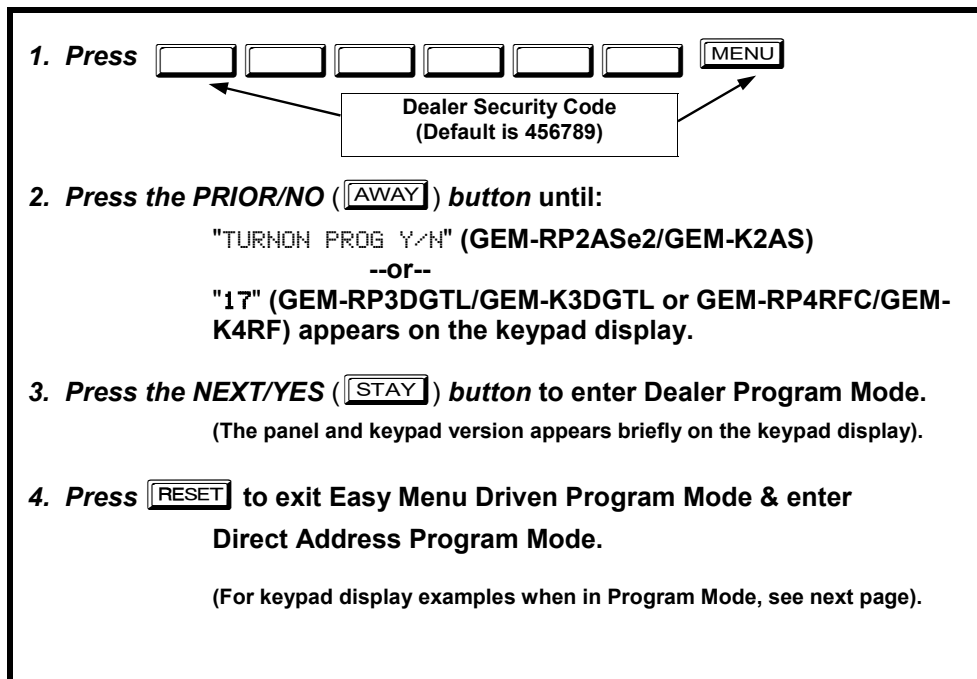 1. Press MENU
Dealer Security Code
(Default is 456789)
2. Press the PRIOR/NO (AWAY) button until:
"TURNON PROG Y/N" (GEM-RP2ASe2/GEM-K2AS)
--or--
"17" (GEM-RP3DGTL/GEM-K3DGTL or GEM-RP4RFC/GEM-
K4RF) appears on the keypad display.
3. Press the NEXT/YES (STAY) button to enter Dealer Program Mode.
(The panel and keypad version appears briefly on the keypad display).
4. Press RESET to exit Easy Menu Driven Program Mode & enter
Direct Address Program Mode.
(For keypad display examples when in Program Mode, see next page).